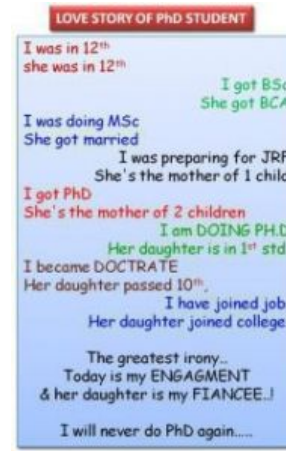 LOVE STORY OF PhD STUDENT
I was in 12th
she was in 12th
I got BSc
She got BCA
I was doing MSc
She got married
I was preparing for JRF
She's the mother of 1 child
I got PhD
She's the mother of 2 children
I am DOING PH.D
Her daughter is in 1st std
I became DOCTRATE
Her daughter passed 10th,
I have joined job
Her daughter joined college
The greatest irony..
Today is my ENGAGMENT
& her daughter is my FIANCEE..!
I will never do PhD again.....